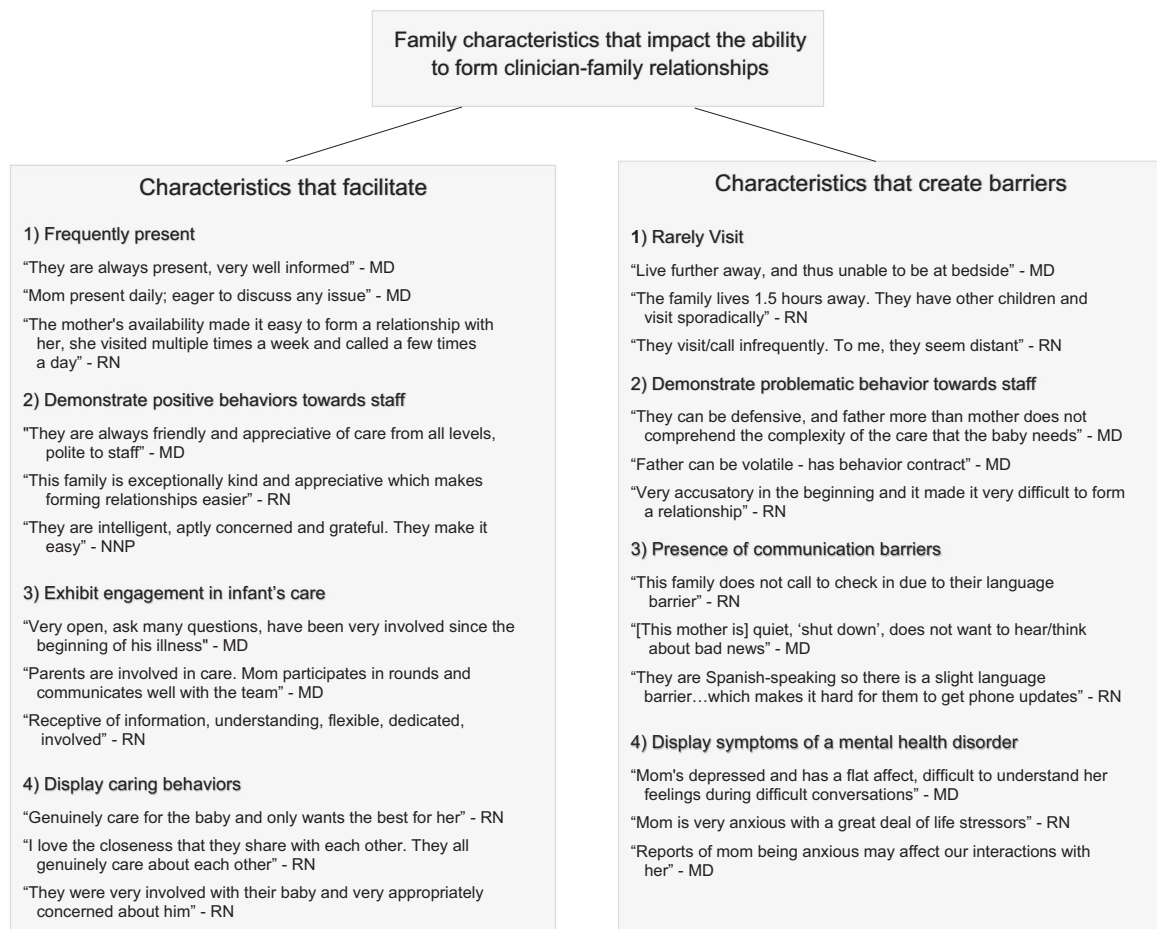 Family characteristics that impact the ability
to form clinician-family relationships
Characteristics that facilitate
1) Frequently present
“They are always present, very well informed” - MD
“Mom present daily; eager to discuss any issue” - MD
“The mother's availability made it easy to form a relationship with
her, she visited multiple times a week and called a few times
a day” - RN
2) Demonstrate positive behaviors towards staff
"They are always friendly and appreciative of care from all levels,
polite to staff” - MD
“This family is exceptionally kind and appreciative which makes
forming relationships easier” - RN
“They are intelligent, aptly concerned and grateful. They make it
easy” - NNP
3) Exhibit engagement in infant’s care
“Very open, ask many questions, have been very involved since the
beginning of his illness" - MD
“Parents are involved in care. Mom participates in rounds and
communicates well with the team” - MD
“Receptive of information, understanding, flexible, dedicated,
involved” - RN
4) Display caring behaviors
“Genuinely care for the baby and only wants the best for her” - RN
“I love the closeness that they share with each other. They all
genuinely care about each other” - RN
“They were very involved with their baby and very appropriately
concerned about him” - RN
Characteristics that create barriers
1) Rarely Visit
“Live further away, and thus unable to be at bedside” - MD
“The family lives 1.5 hours away. They have other children and
visit sporadically” - RN
“They visit/call infrequently. To me, they seem distant” - RN
2) Demonstrate problematic behavior towards staff
“They can be defensive, and father more than mother does not
comprehend the complexity of the care that the baby needs” - MD
“Father can be volatile - has behavior contract” - MD
“Very accusatory in the beginning and it made it very difficult to form
a relationship” - RN
3) Presence of communication barriers
“This family does not call to check in due to their language
barrier” - RN
“[This mother is] quiet, ‘shut down’, does not want to hear/think
about bad news” - MD
“They are Spanish-speaking so there is a slight language
barrier…which makes it hard for them to get phone updates” - RN
4) Display symptoms of a mental health disorder
“Mom's depressed and has a flat affect, difficult to understand her
feelings during difficult conversations” - MD
“Mom is very anxious with a great deal of life stressors” - RN
“Reports of mom being anxious may affect our interactions with
her” - MD